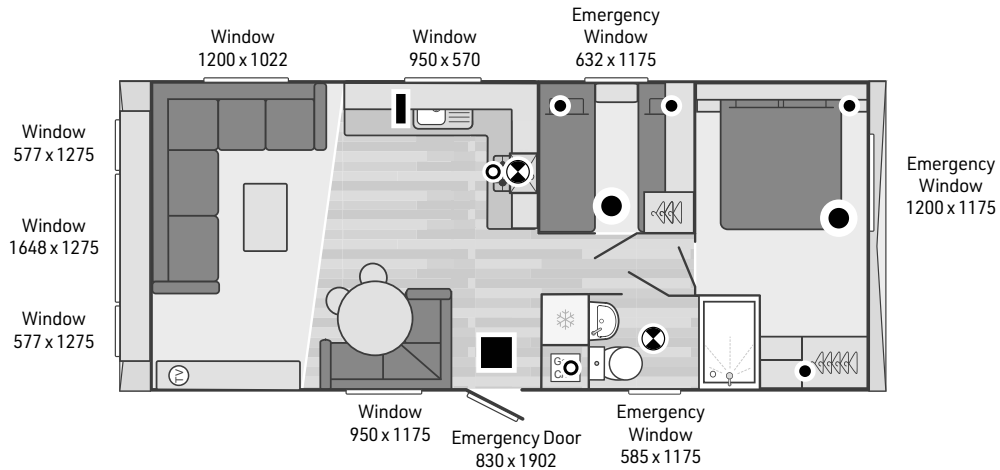 Emergency
Window
632 x 1175
Window
1200 x 1022
Window
950 x 570
Window
577 x 1275
Window
1648 x 1275
Window
577 x 1275
Emergency
Window
1200 x 1175
TV
Window
950 x 1175
Emergency Door
830 x 1902
Emergency
Window
585 x 1175